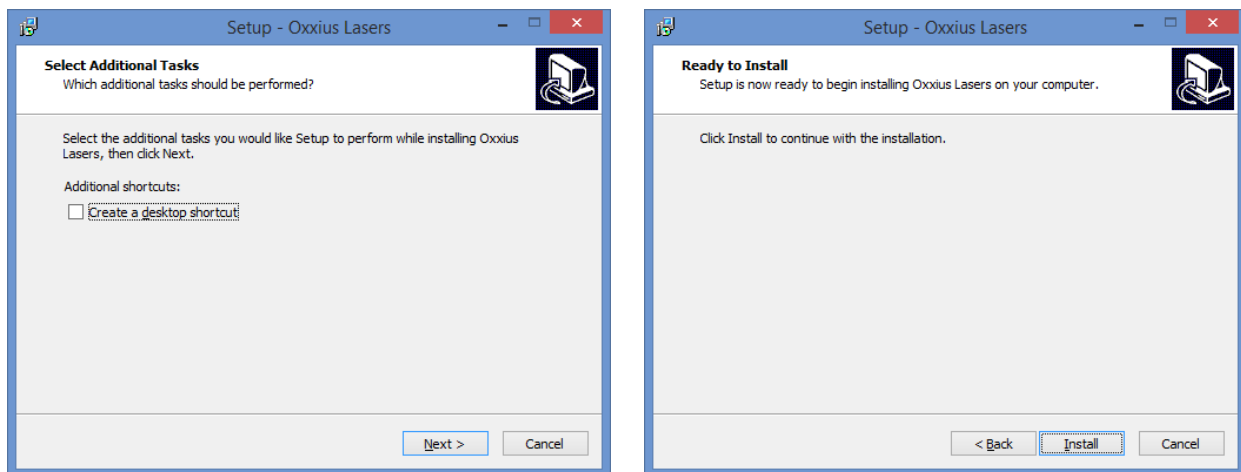 Setup - Oxxius Lasers
Select Additional Tasks
Which additional tasks should be performed?
Select the additional tasks you would like Setup to perform while installing Oxxius
Lasers, then click Next.
Additional shortcuts:
Create a desktop shortcut
Next >
Cancel
Setup - Oxxius Lasers
Ready to Install
Setup is now ready to begin installing Oxxius Lasers on your computer.
Click Install to continue with the installation.
< Back
Install
Cancel